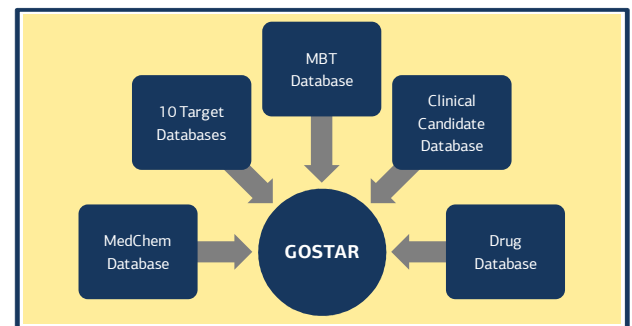 MBT
Database
10 Target
Databases
Clinical
Candidate
Database
MedChem
Database
GOSTAR
Drug
Database